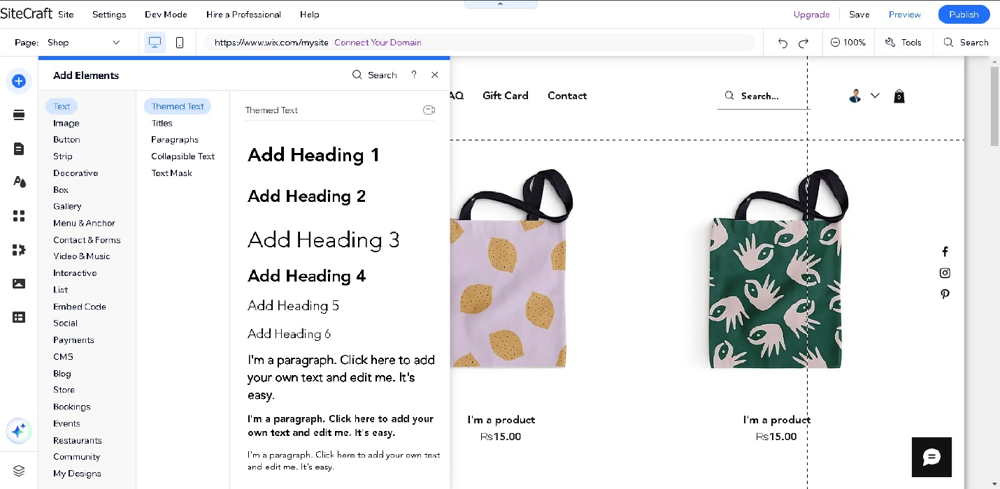 SiteCraft Site Settings Dev Mode Hire a Professional Help Upgrade Save Preview Publish
Page: Shop https://www.wix.com/mysite Connect Your Domain 100% Tools Search
Add Elements Search ? ×
Text
Image
Button
Strip
Decorative
Box
Gallery
Menu & Anchor
Contact & Forms
Video & Music
Interactive
List
Embed Code
Social
Payments
CMS
Blog
Store
Bookings
Events
Restaurants
Community
My Designs
Themed Text
Titles
Paragraphs
Collapsible Text
Text Mask
Themed Text
Add Heading 1
Add Heading 2
Add Heading 3
Add Heading 4
Add Heading 5
Add Heading 6
I'm a paragraph. Click here to add
your own text and edit me. It's
easy.
I'm a paragraph. Click here to add your
own text and edit me. It's easy.
I'm a paragraph. Click here to add your own text
and edit me. It's easy.
AQ Gift Card Contact Search... 0
I'm a product
Rs15.00
I'm a product
Rs15.00